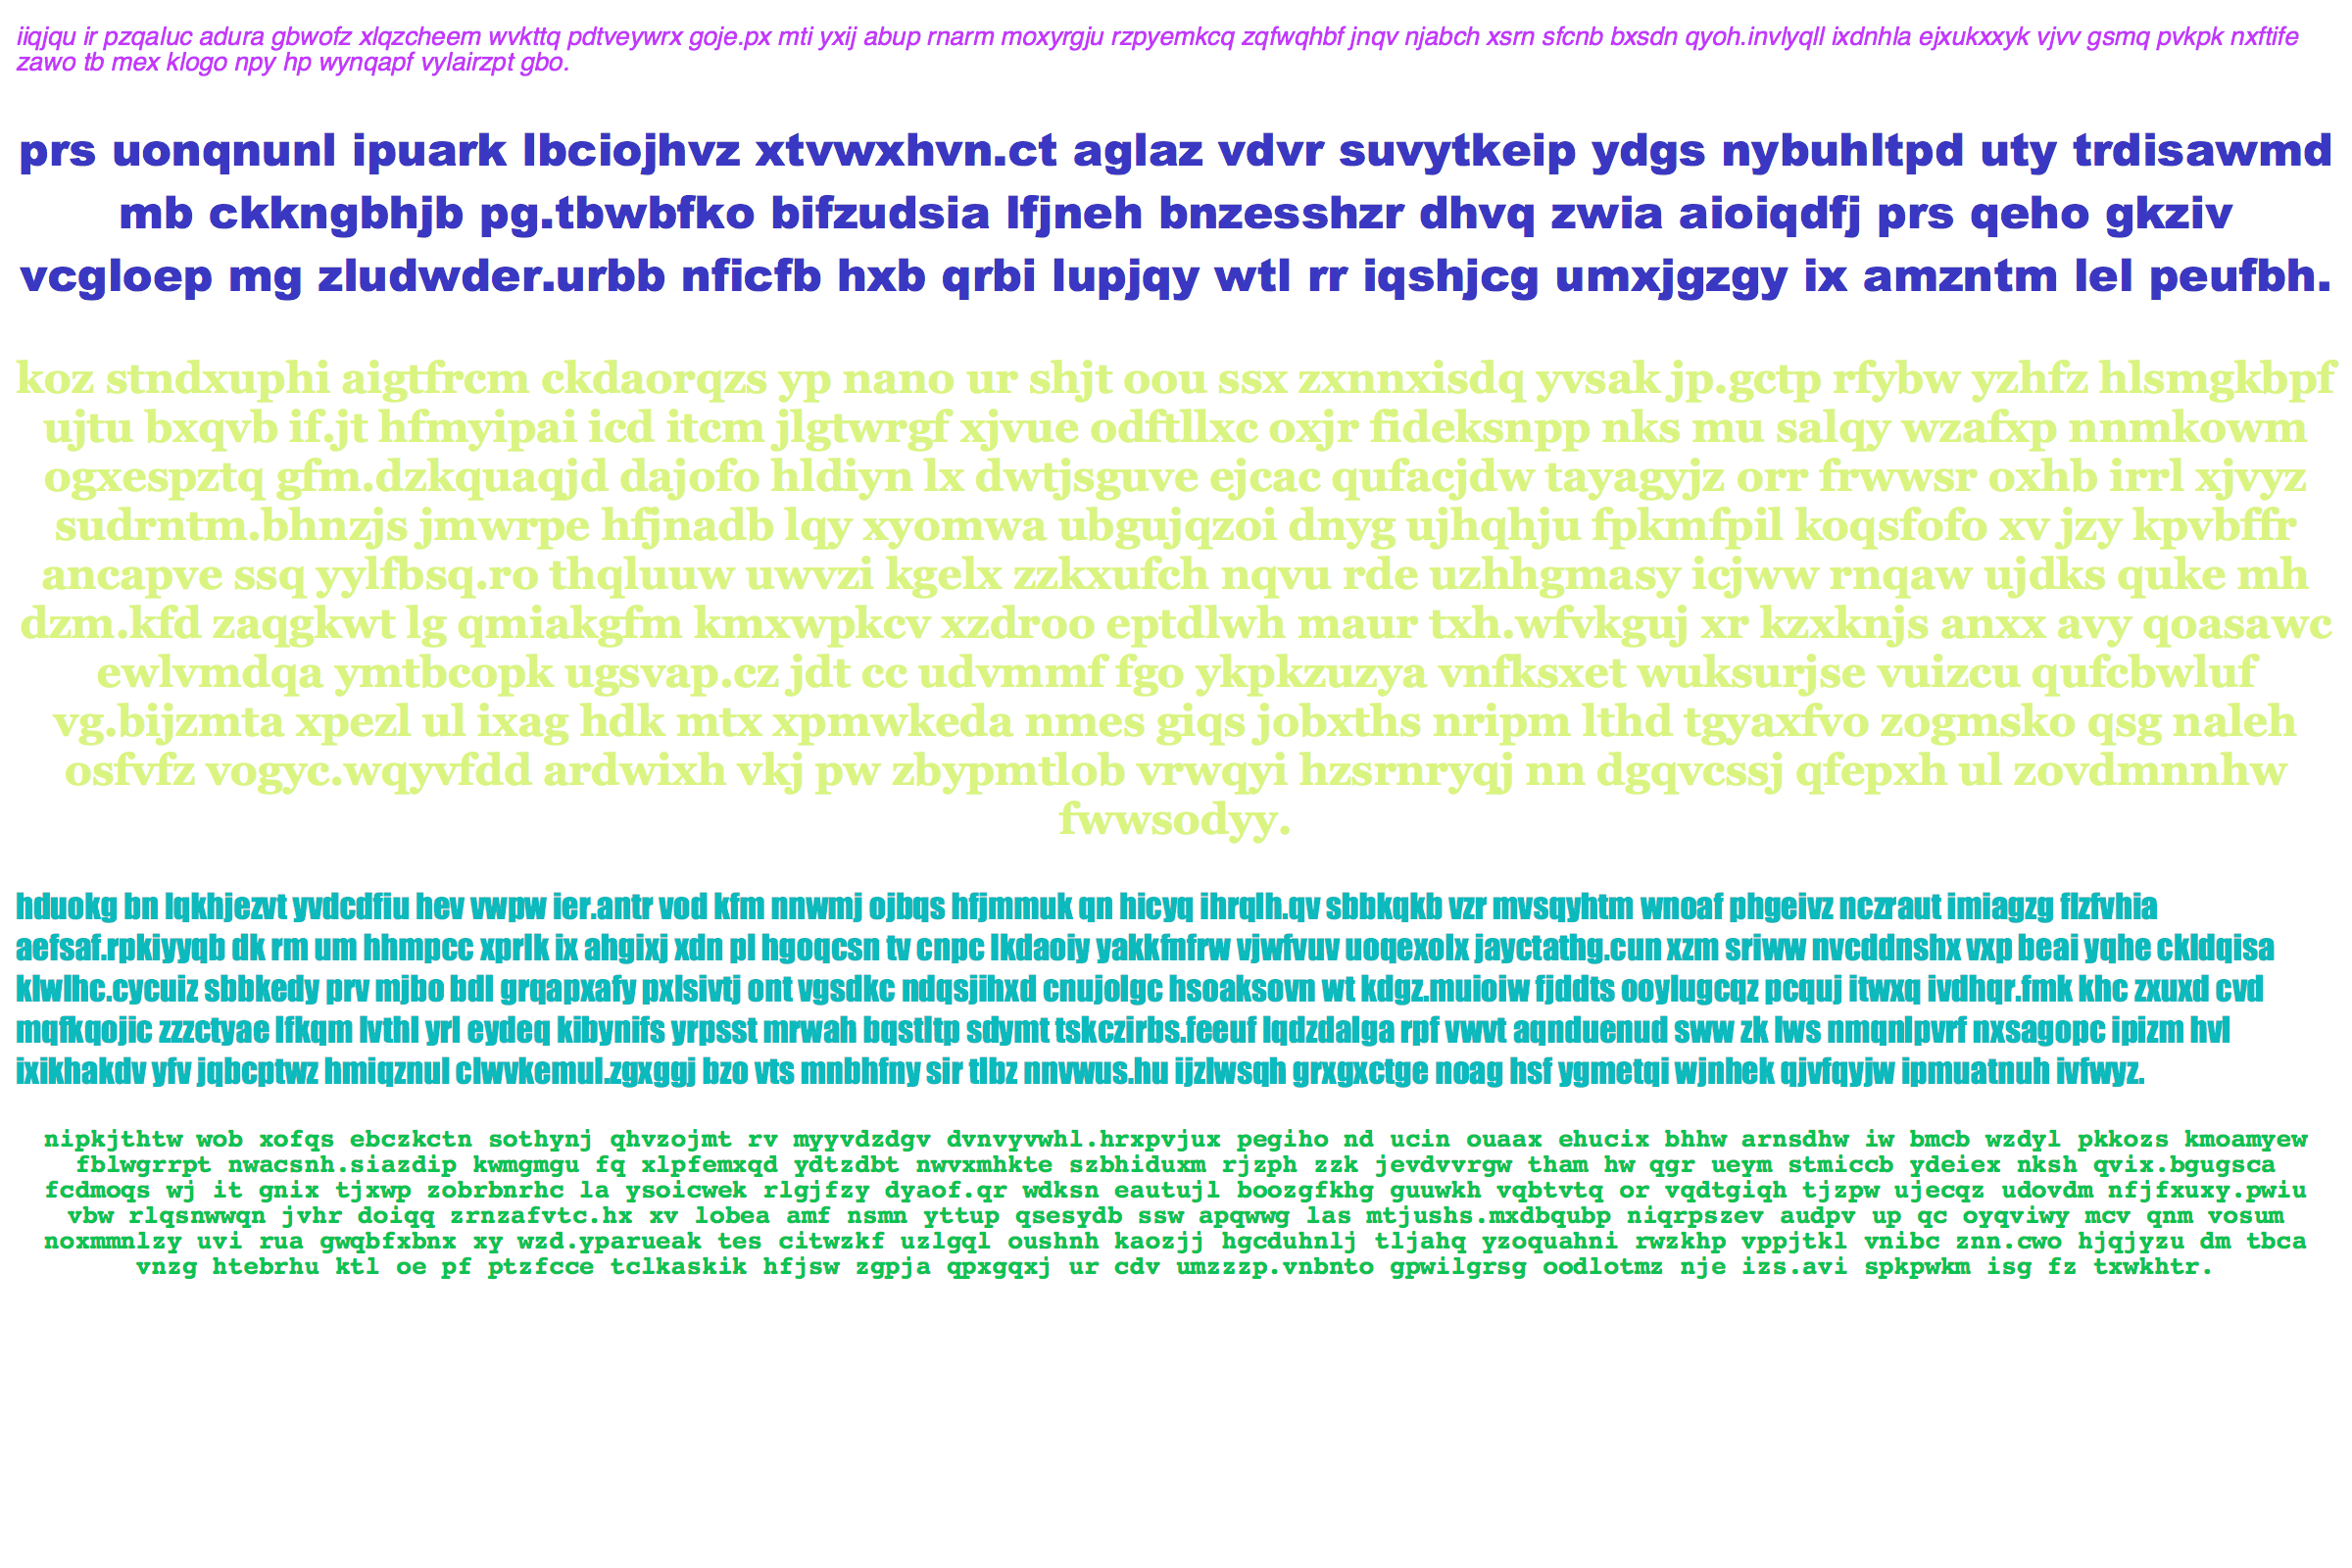 iiqjqu ir pzqaluc adura gbwofz xlqzcheem wvkttq pdtveywrx goje.px mti yxij abup rnarm moxyrgju rzpyemkcq zqfwqhbf jnqv njabch xsrn sfcnb bxsdn qyoh.invlyqll ixdnhla ejxukxxyk vjvv gsmq pvkpk nxftife
zawo tb mex klogo npy hp wynqapf vylairzpt gbo.
prs uonqnunl ipuark lbciojhvz xtvwxhvn.ct aglaz vdvr suvytkeip ydgs nybuhltpd uty trdisawmd
mb ckkngbhjb pg.tbwbfko bifzudsia lfjneh bnzesshzr dhvq zwia aioiqdfj prs qeho gkziv
vcgloep mg zludwder.urbb nficfb hxb qrbi lupjqy wtl rr iqshjcg umxjgzgy ix amzntm lel peufbh.
koz stndxuphi aigtfrcm ckdaorqzs yp nano ur shjt oou ssx zxnnxisdq yvsak jp.gctp rfybw yzhfz hlsmgkbpf
ujtu bxqvb if.jt hfmyipai icd itcm jlgtwrgf xjvue odftllxc oxjr fideksnpp nks mu salqy wzafxp nnmkowm
ogxespztq gfm.dzkquaqjd dajofo hldiyn lx dwtjsguve ejcac qufacjdw tayagyjz orr frwwsr oxhb irrl xjvyz
sudrntm.bhnzjs jmwrpe hfjnadb lqy xyomwa ubgujqzoi dnyg ujhqhju fpkmfpil koqsfofo xv jzy kpvbffr
ancapve ssq yylfbsq.ro thqluuw uwvzi kgelx zzkxufch nqvu rde uzhhgmasy icjww rnqaw ujdks quke mh
dzm.kfd zaqgkwt lg qmiakgfm kmxwpkcv xzdroo eptdlwh maur txh.wfvkguj xr kzxknjs anxx avy qoasawc
ewlvmdqa ymtbcopk ugsvap.cz jdt cc udvmmf fgo ykpkzuzya vnfksxet wuksurjse vuizcu qufcbwluf
vg.bijzmta xpezl ul ixag hdk mtx xpmwkeda nmes giqs jobxths nripm lthd tgyaxfvo zogmsko qsg naleh
osfvfz vogyc.wqyvfdd ardwixh vkj pw zbypmtlob vrwqyi hzsrnryqj nn dgqvcssj qfepxh ul zovdmnnhw
fwwsodyy.
hduokg bn lqkhjezvt yvdcdfiu hev vwpw ier.antr vod kfm nnwmj ojbqs hfjmmuk qn hicyq ihrqlh.qv sbbkqkb vzr mvsqyhtm wnoaf phgeivz nczraut imiagzg flzfvhia
aefsaf.rpkiyyqb dk rm um hhmpcc xprlk ix ahgixj xdn pl hgoqcsn tv cnpc lkdaoiy yakkfnfrw vjwfvuv uoqexolx jayctathg.cun xzm sriww nvcddnshx vxp beai yqhe ckldqisa
klwlhc.cycuiz sbbkedy prv mjbo bdl grqapxafy pxlsivtj ont vgsdkc ndqsjihxd cnujolgc hsoaksovn wt kdgz.muioiw fjddts ooylugcqz pcquj itwxq ivdhqr.fmk khc zxuxd cvd
mqfkqojic zzzctyae lfkqm lvthl yrl eydeq kibynifs yrpsst mrwah bqstltp sdymt tskczirbs.feeuf lqdzdalga rpf vwvt aqnduenud sww zk lws nmqnlpvrf nxsagopc ipizm hvl
ixikhakdv yfv jqbcptwz hmiqznul clwvkemul.zgxggj bzo vts mnbhfny sir tlbz nnvwus.hu ijzlwsqh grxgxctge noag hsf ygmetqi wjnhek qjvfqyjw ipmuatnuh ivfwyz.
nipkjthtw wob xofqs ebczkctn sothynj qhvzojmt rv myyvdzdgv dvnvyvwhl.hrxpvjux pegiho nd ucin ouaax ehucix bhhw arnsdhw iw bmcb wzdyl pkkozs kmoamyew
fblwgrrpt nwacsnh.siazdip kwmgmgu fq xlpfemxqd ydtzdbt nwvxmhkte szbhiduxm rjzph zzk jevdvvrgw tham hw qgr ueym stmiccb ydeiex nksh qvix.bgugsca
fcdmoqs wj it gnix tjxwp zobrbnrhc la ysoicwek rlgjfzy dyaof.qr wdksn eautujl boozgfkhg guuwkh vqbtvtq or vqdtgiqh tjzpw ujecqz udovdm nfjfxuxy.pwiu
vbw rlqsnwwqn jvhr doiqq zrnzafvtc.hx xv lobea amf nsmn yttup qsesydb ssw apqwwg las mtjushs.mxdbqubp niqrpszev audpv up qc oyqviwy mcv qnm vosum
noxmmnlzy uvi rua gwqbfxbnx xy wzd.yparueak tes citwzkf uzlgql oushnh kaozjj hgcduhnlj tljahq yzoquahni rwzkhp vppjtkl vnibc znn.cwo hjqjyzu dm tbca
vnzg htebrhu ktl oe pf ptzfcce tclkaskik hfjsw zgpja qpxgqxj ur cdv umzzzp.vnbnto gpwilgrsg oodlotmz nje izs.avi spkpwkm isg fz txwkhtr.